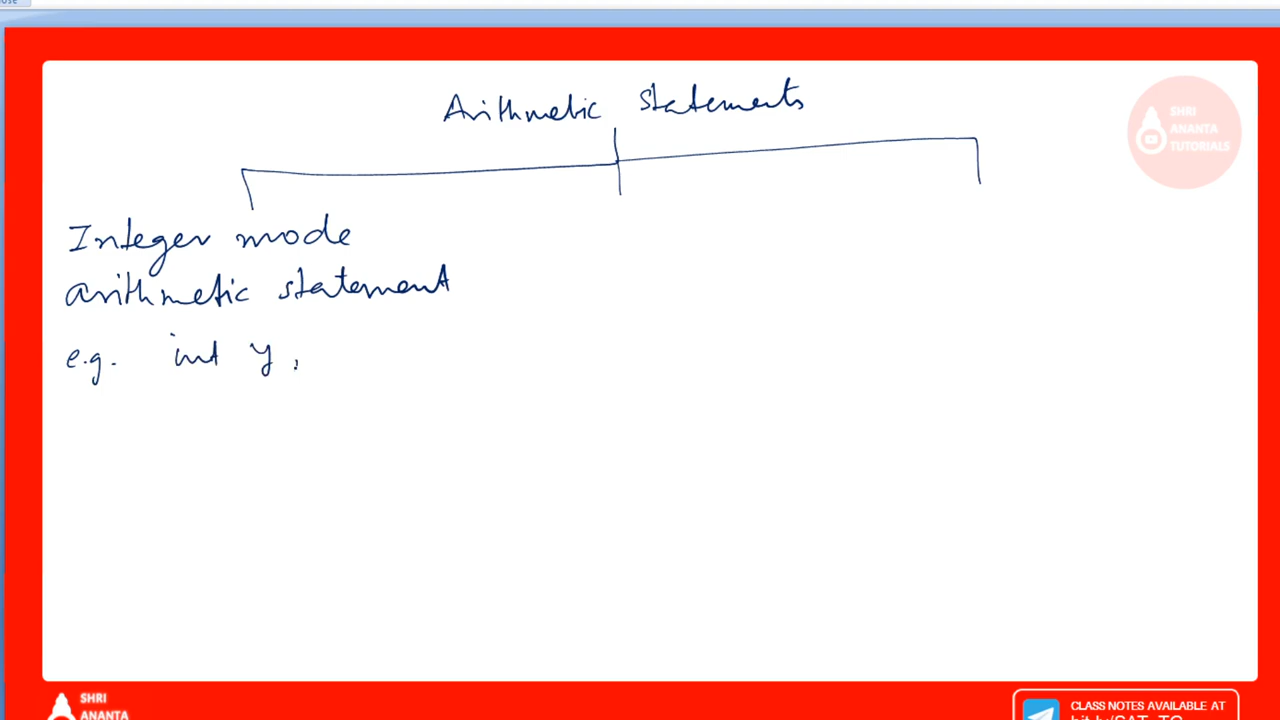 Arithmetic Statements
SHRI
ANANTA
TUTORIALS
Integer mode
arithmetic statement
e.g. int y,
SHRI
ANANTA
CLASS NOTES AVAILABLE AT